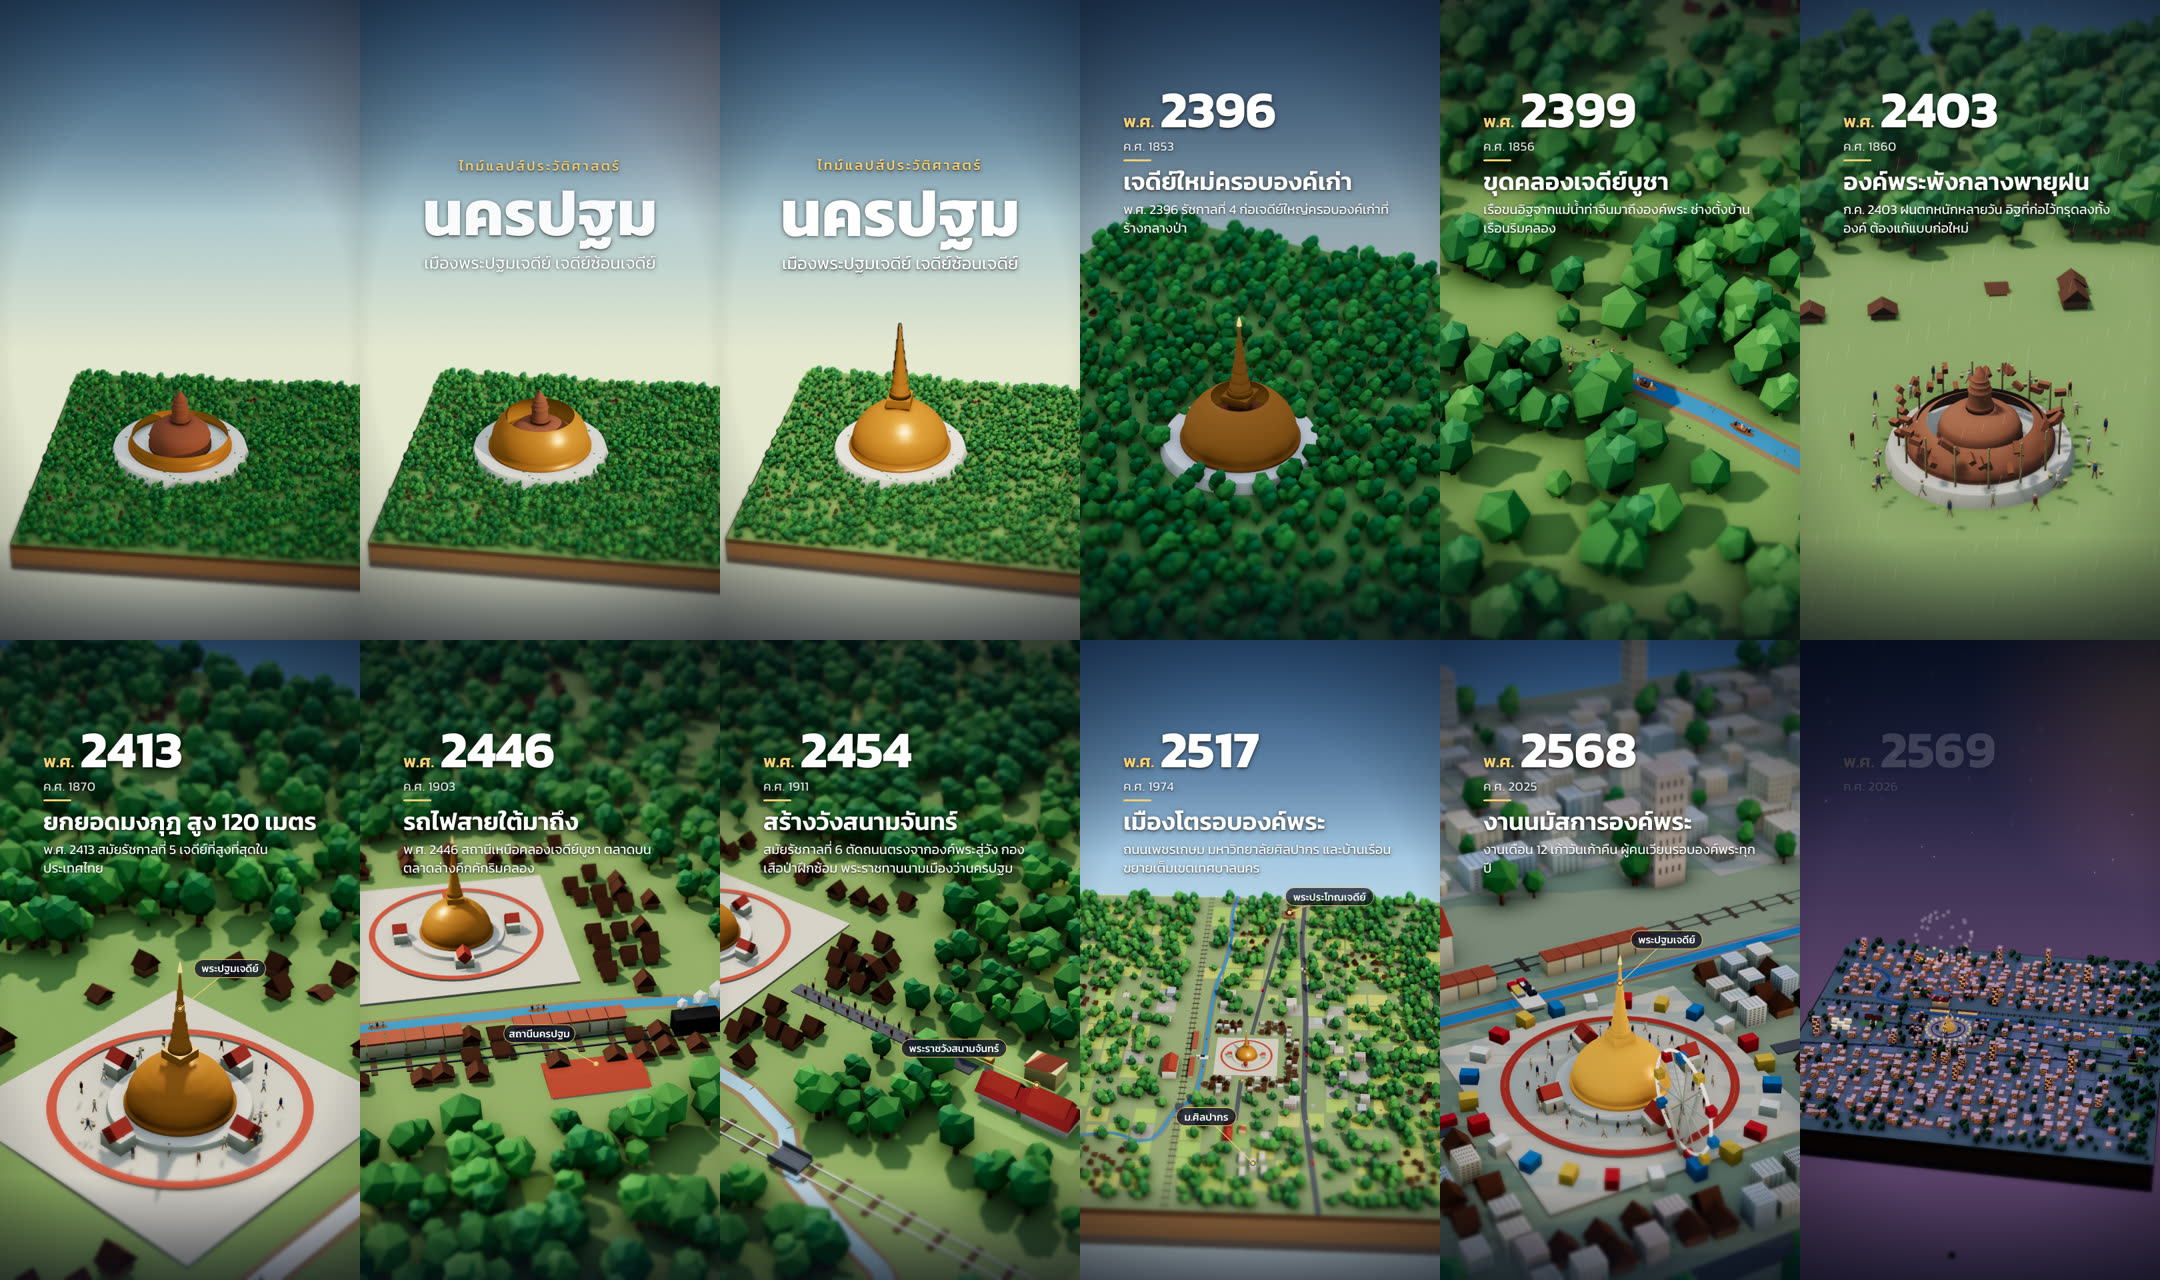 ไทม์แลปส์ประวัติศาสตร์
นครปฐม
เมืองพระปฐมเจดีย์ เจดีย์ซ้อนเจดีย์
ไทม์แลปส์ประวัติศาสตร์
นครปฐม
เมืองพระปฐมเจดีย์ เจดีย์ซ้อนเจดีย์
พ.ศ. 2396
ค.ศ. 1853
เจดีย์ใหม่ครอบองค์เก่า
พ.ศ. 2396 รัชกาลที่ 4 ก่อเจดีย์ใหญ่ครอบองค์เก่าที่
ร้างกลางป่า
พ.ศ. 2399
ค.ศ. 1856
ขุดคลองเจดีย์บูชา
เรือขนอิฐจากแม่น้ำท่าจีนมาถึงองค์พระ ช่างตั้งบ้าน
เรือนริมคลอง
พ.ศ. 2403
ค.ศ. 1860
องค์พระพังกลางพายุฝน
ก.ค. 2403 ฝนตกหนักหลายวัน อิฐที่ก่อไว้ทรุดลงทั้ง
องค์ ต้องแก้แบบก่อใหม่
พ.ศ. 2413
ค.ศ. 1870
ยกยอดมงกุฎ สูง 120 เมตร
พ.ศ. 2413 สมัยรัชกาลที่ 5 เจดีย์ที่สูงที่สุดใน
ประเทศไทย
พระปฐมเจดีย์
พ.ศ. 2446
ค.ศ. 1903
รถไฟสายใต้มาถึง
พ.ศ. 2446 สถานีเหนือคลองเจดีย์บูชา ตลาดบน
ตลาดล่างคึกคักริมคลอง
สถานีนครปฐม
พ.ศ. 2454
ค.ศ. 1911
สร้างวังสนามจันทร์
สมัยรัชกาลที่ 6 ตัดถนนตรงจากองค์พระสู่วัง กอง
เสือป่าฝึกซ้อม พระราชทานนามเมืองว่านครปฐม
พระราชวังสนามจันทร์
พ.ศ. 2517
ค.ศ. 1974
เมืองโตรอบองค์พระ
ถนนเพชรเกษม มหาวิทยาลัยศิลปากร และบ้านเรือน
ขยายเต็มเขตเทศบาลนคร
พระประโทณเจดีย์
ม.ศิลปากร
พ.ศ. 2568
ค.ศ. 2025
งานนมัสการองค์พระ
งานเดือน 12 เก้าวันเก้าคืน ผู้คนเวียนรอบองค์พระทุก
ปี
พระปฐมเจดีย์
พ.ศ. 2569
ค.ศ. 2026